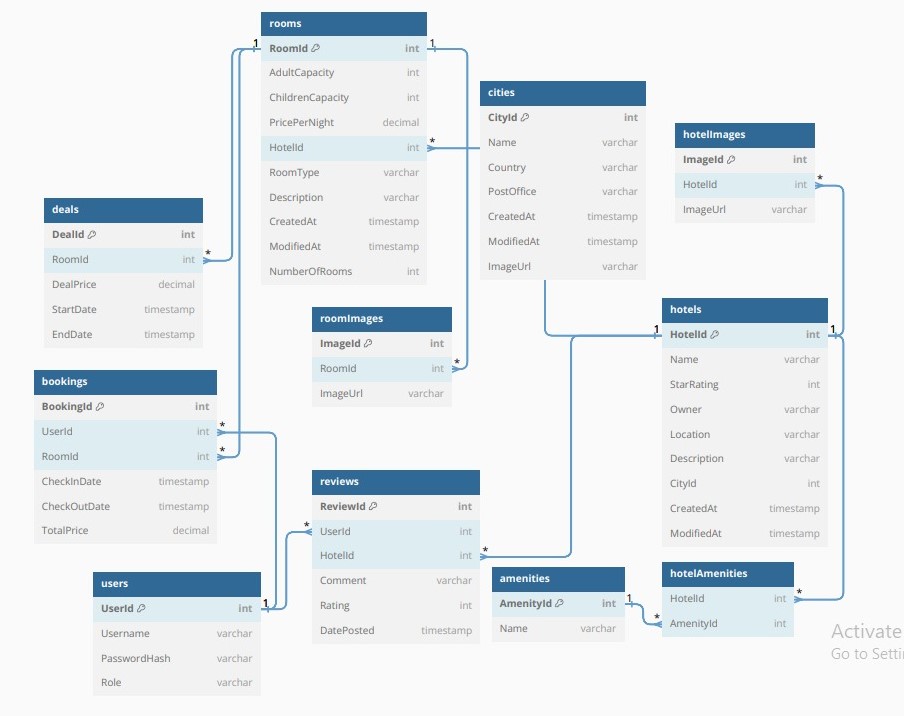 rooms
RoomId int
AdultCapacity int
ChildrenCapacity int
PricePerNight decimal
HotelId int
RoomType varchar
Description varchar
CreatedAt timestamp
ModifiedAt timestamp
NumberOfRooms int
1
1
*
cities
CityId int
Name varchar
Country varchar
PostOffice varchar
CreatedAt timestamp
ModifiedAt timestamp
ImageUrl varchar
hotelImages
ImageId int
HotelId int
ImageUrl varchar
*
deals
DealId int
RoomId int
DealPrice decimal
StartDate timestamp
EndDate timestamp
*
roomImages
ImageId int
RoomId int
ImageUrl varchar
*
hotels
HotelId int
Name varchar
StarRating int
Owner varchar
Location varchar
Description varchar
CityId int
CreatedAt timestamp
ModifiedAt timestamp
1
1
bookings
BookingId int
UserId int
RoomId int
CheckInDate timestamp
CheckOutDate timestamp
TotalPrice decimal
*
*
reviews
ReviewId int
UserId int
HotelId int
Comment varchar
Rating int
DatePosted timestamp
*
*
users
UserId int
Username varchar
PasswordHash varchar
Role varchar
1
amenities
AmenityId int
Name varchar
1
hotelAmenities
HotelId int
AmenityId int
*
*
Activate
Go to Setti